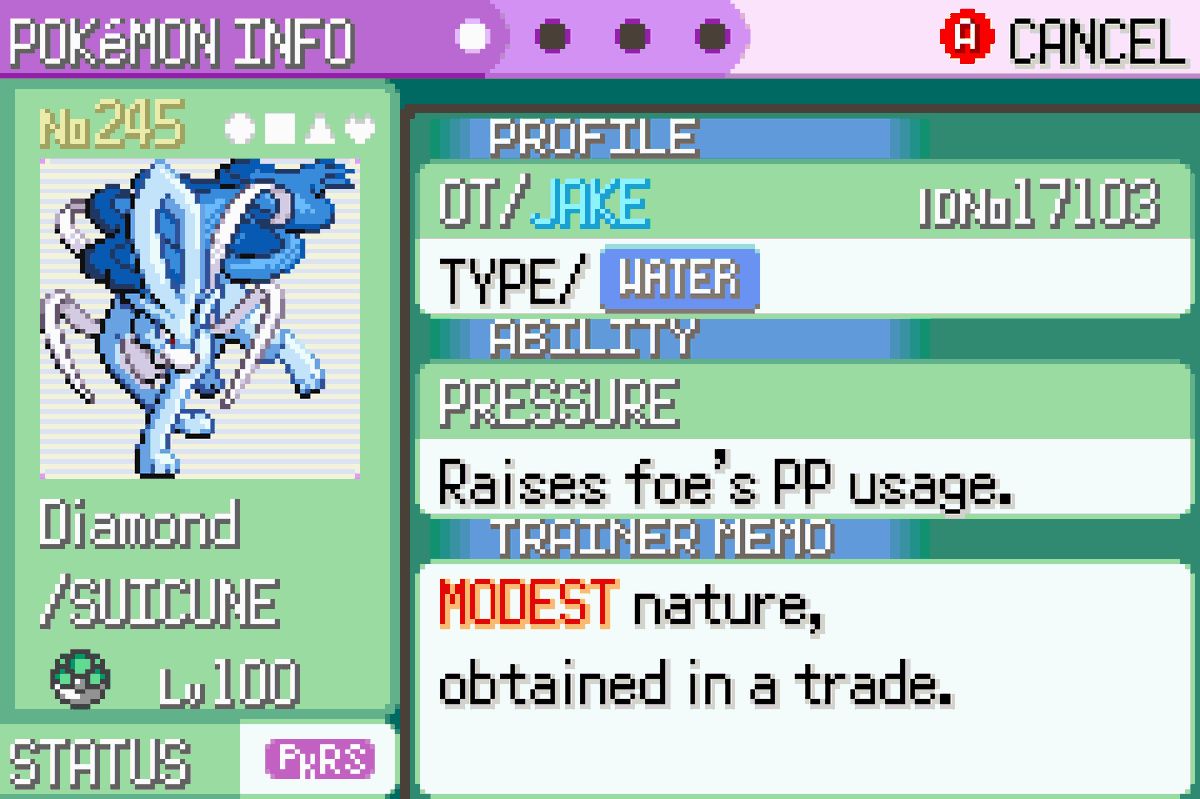 POKéMON INFO
A CANCEL
No245
PROFILE
OT/JAKE
IDNo17103
TYPE/ WATER
ABILITY
PRESSURE
Raises foe's PP usage.
TRAINER MEMO
MODEST nature,
obtained in a trade.
Diamond
/SUICUNE
Lv100
STATUS PKRS